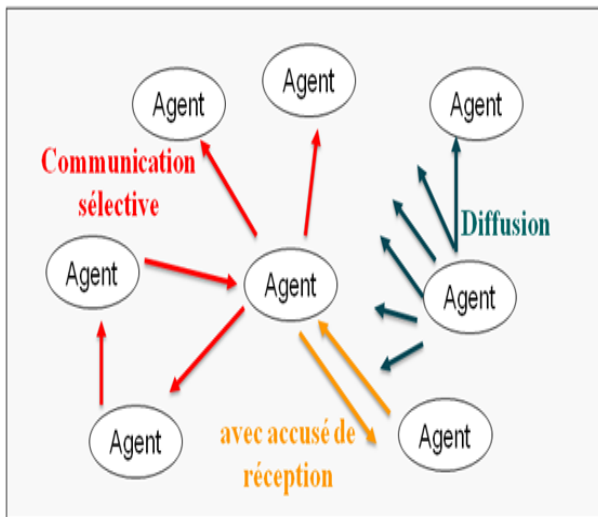 Agent
Agent
Agent
Communication
sélective
Diffusion
Agent
Agent
Agent
Agent
avec accusé de
réception
Agent